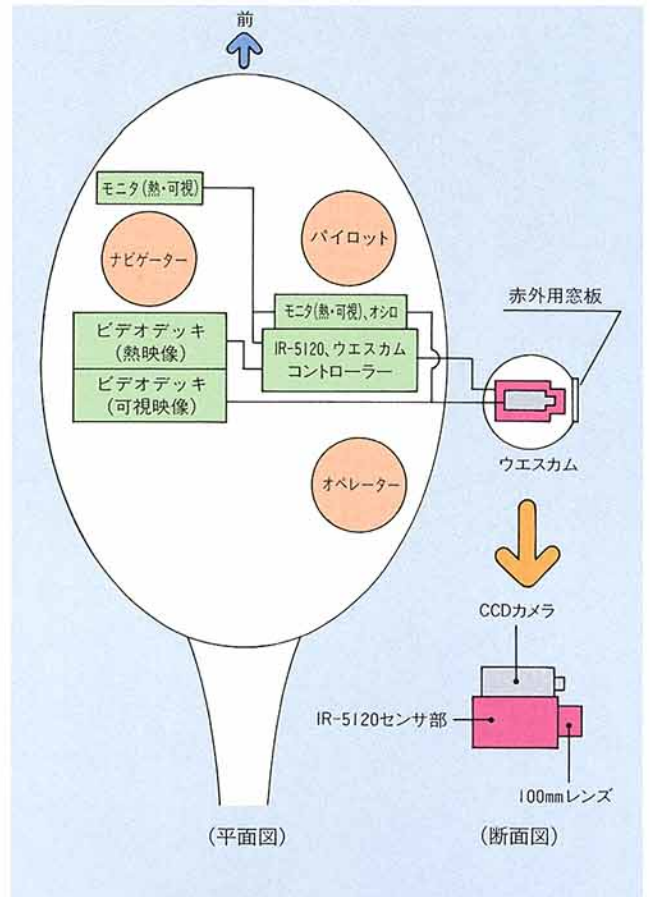 前
モニタ(熱・可視)
パイロット
ナビゲーター
赤外用窓板
モニタ(熱・可視)、オシロ
ビデオデッキ
(熱映像)
IR-5120、ウエスカム
コントローラー
ビデオデッキ
(可視映像)
ウエスカム
オペレーター
CCDカメラ
IR-5120センサ部
100mmレンズ
(平面図)
(断面図)